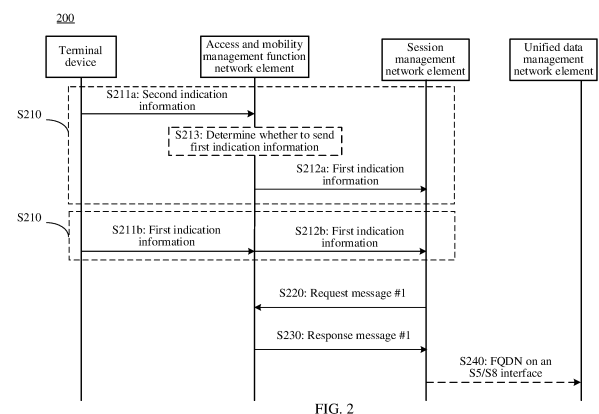 200
Terminal
device
Access and mobility
management function
network element
Session
management
network element
Unified data
management
network element
S210
S211a: Second indication
information
S213: Determine whether to send
first indication information
S212a: First indication
information
S210
S211b: First indication
information
S212b: First indication
information
S220: Request message #1
S230: Response message #1
S240: FQDN on an
S5/S8 interface
FIG. 2